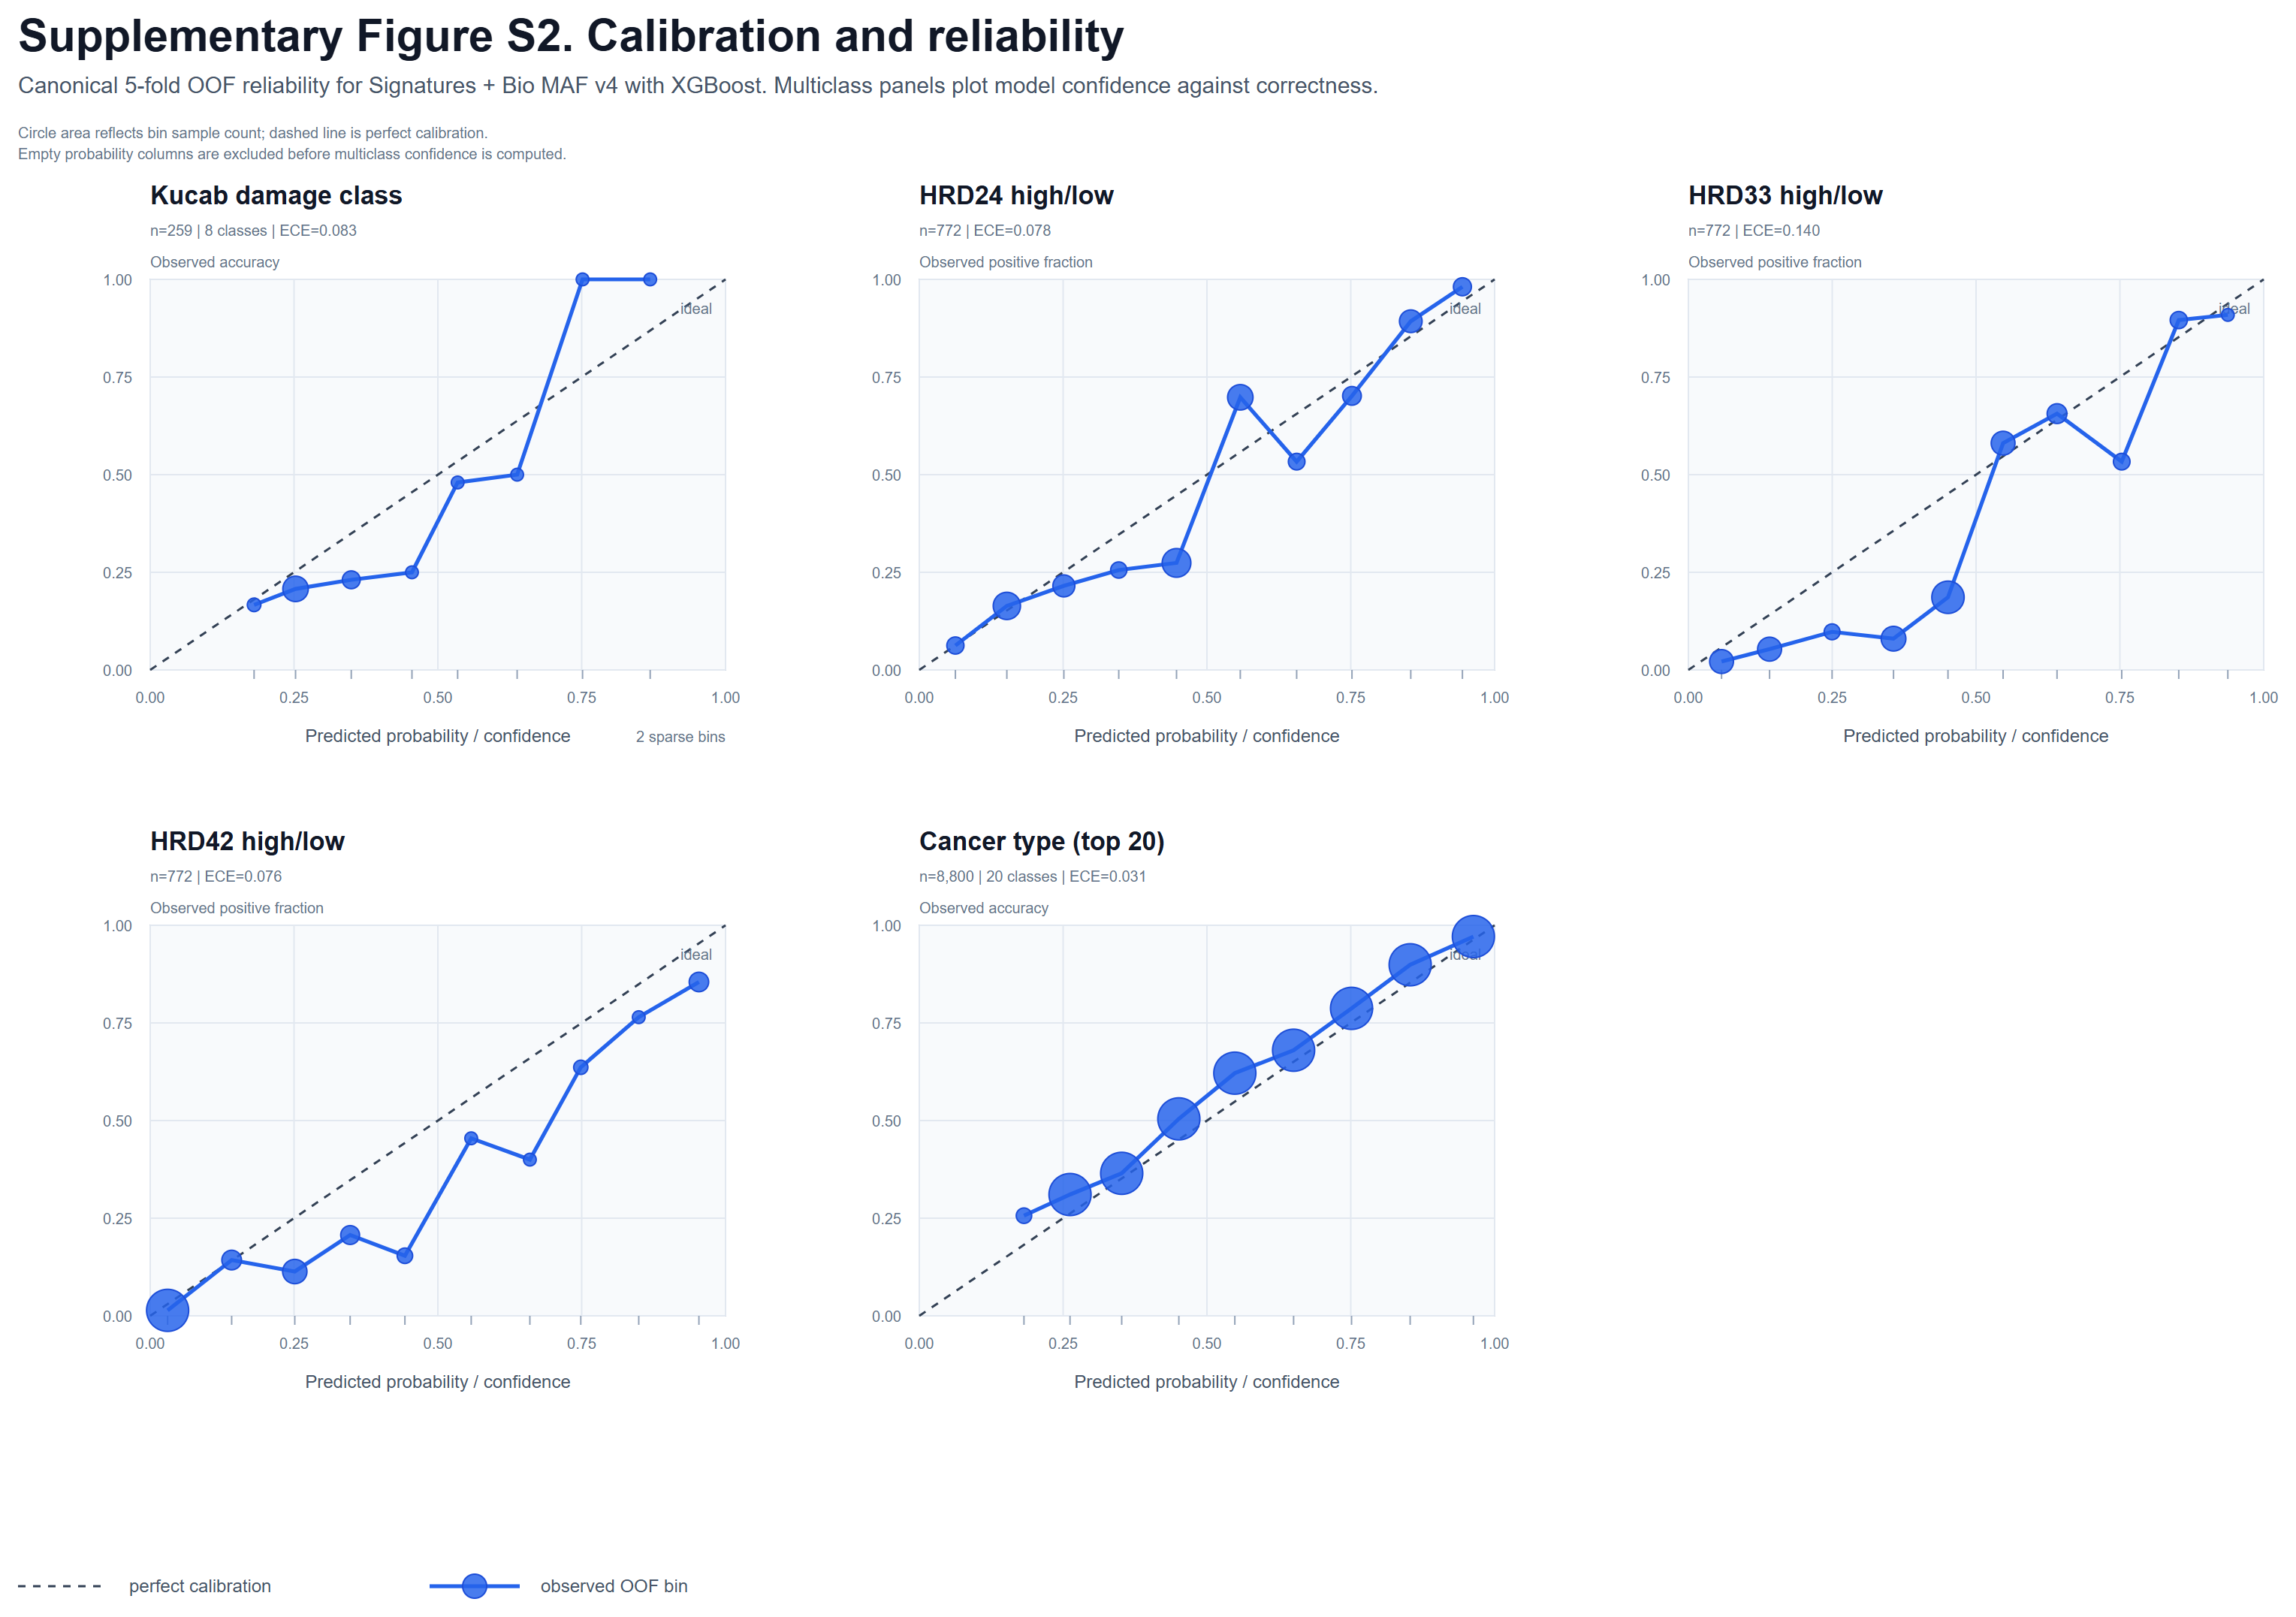 Supplementary Figure S2. Calibration and reliability
Canonical 5-fold OOF reliability for Signatures + Bio MAF v4 with XGBoost. Multiclass panels plot model confidence against correctness.
Circle area reflects bin sample count; dashed line is perfect calibration.
Empty probability columns are excluded before multiclass confidence is computed.
Kucab damage class
n=259 | 8 classes | ECE=0.083
Observed accuracy
1.00
0.75
0.50
0.25
0.00
ideal
0.00 0.25 0.50 0.75 1.00
Predicted probability / confidence
2 sparse bins
HRD24 high/low
n=772 | ECE=0.078
Observed positive fraction
1.00
0.75
0.50
0.25
0.00
ideal
0.00 0.25 0.50 0.75 1.00
Predicted probability / confidence
HRD33 high/low
n=772 | ECE=0.140
Observed positive fraction
1.00
0.75
0.50
0.25
0.00
ideal
0.00 0.25 0.50 0.75 1.00
Predicted probability / confidence
HRD42 high/low
n=772 | ECE=0.076
Observed positive fraction
1.00
0.75
0.50
0.25
0.00
ideal
0.00 0.25 0.50 0.75 1.00
Predicted probability / confidence
Cancer type (top 20)
n=8,800 | 20 classes | ECE=0.031
Observed accuracy
1.00
0.75
0.50
0.25
0.00
ideal
0.00 0.25 0.50 0.75 1.00
Predicted probability / confidence
perfect calibration
observed OOF bin